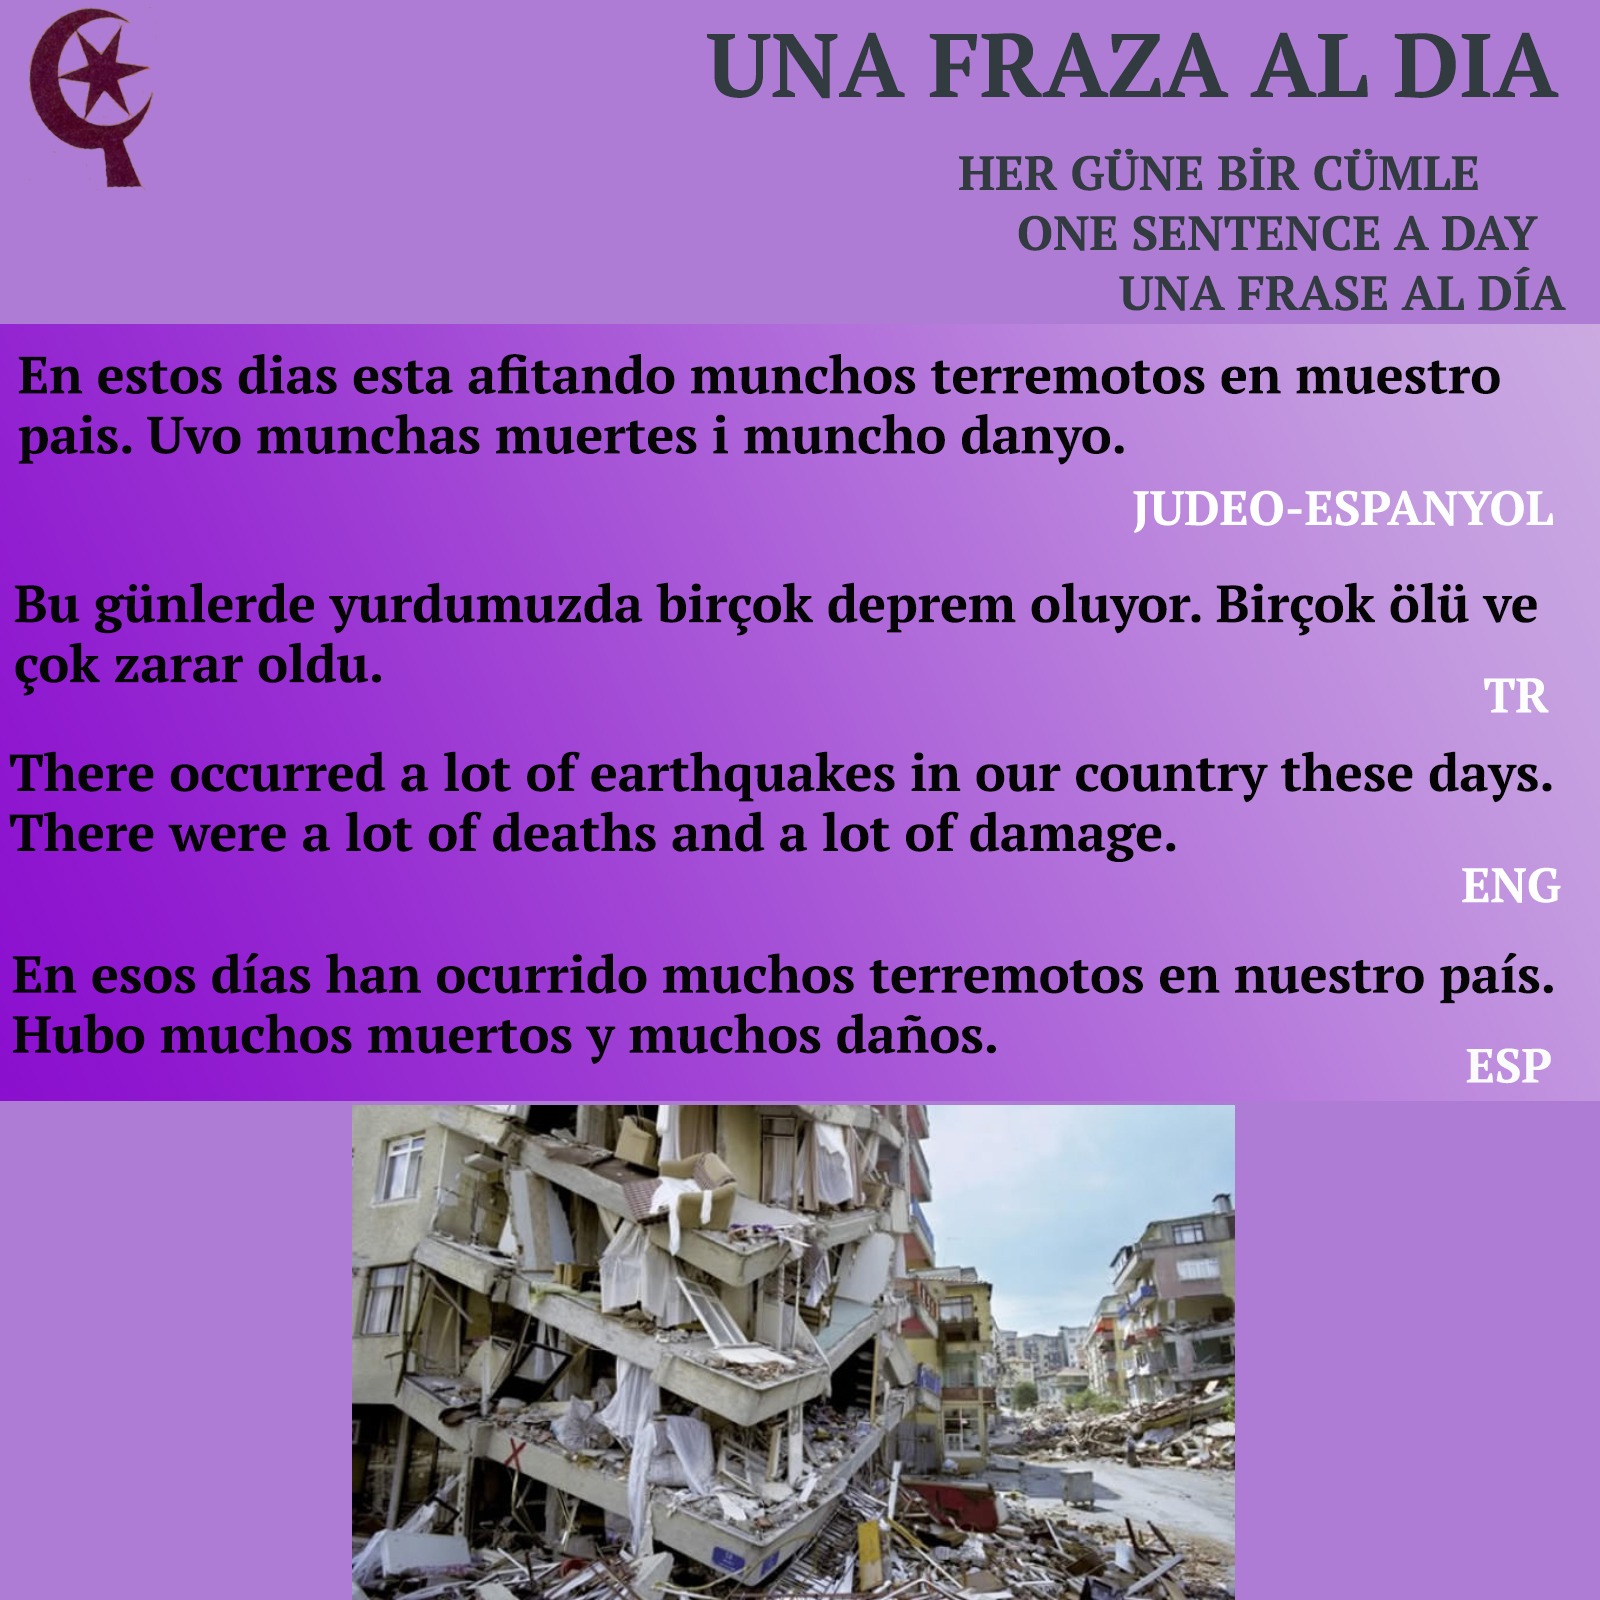 UNA FRAZA AL DIA
HER GÜNE BİR CÜMLE
ONE SENTENCE A DAY
UNA FRASE AL DÍA
En estos dias esta afitando munchos terremotos en muestro
pais. Uvo munchas muertes i muncho danyo.
JUDEO-ESPANYOL
Bu günlerde yurdumuzda birçok deprem oluyor. Birçok ölü ve
çok zarar oldu.
TR
There occurred a lot of earthquakes in our country these days.
There were a lot of deaths and a lot of damage.
ENG
En esos días han ocurrido muchos terremotos en nuestro país.
Hubo muchos muertos y muchos daños.
ESP